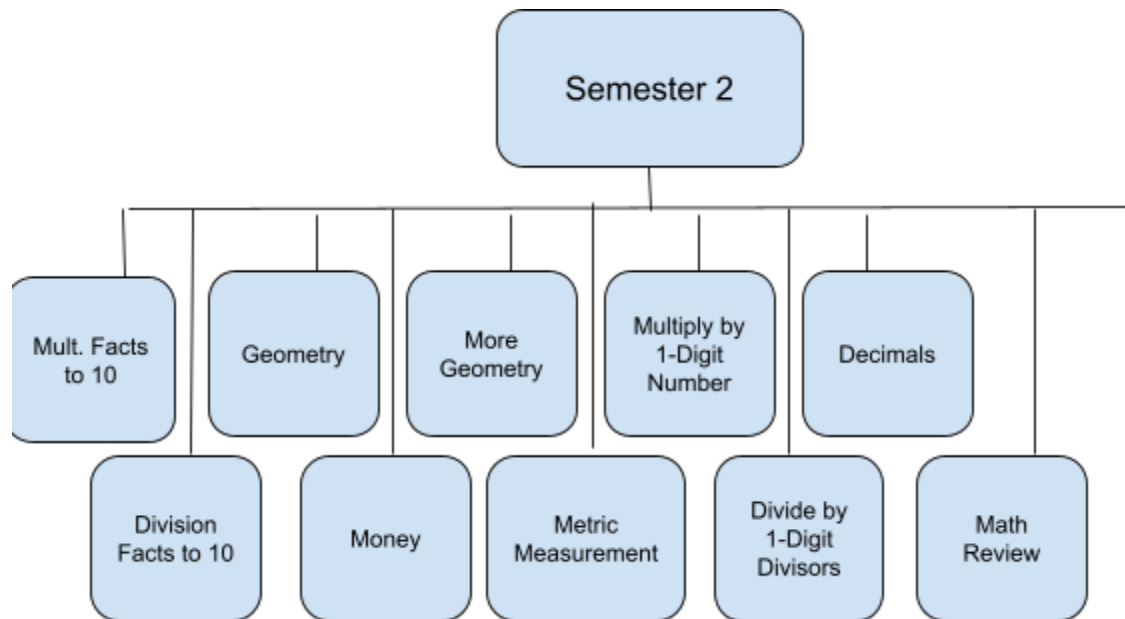 Semester 2
Mult. Facts
to 10
Geometry
More
Geometry
Multiply by
1-Digit
Number
Decimals
Division
Facts to 10
Money
Metric
Measurement
Divide by
1-Digit
Divisors
Math
Review